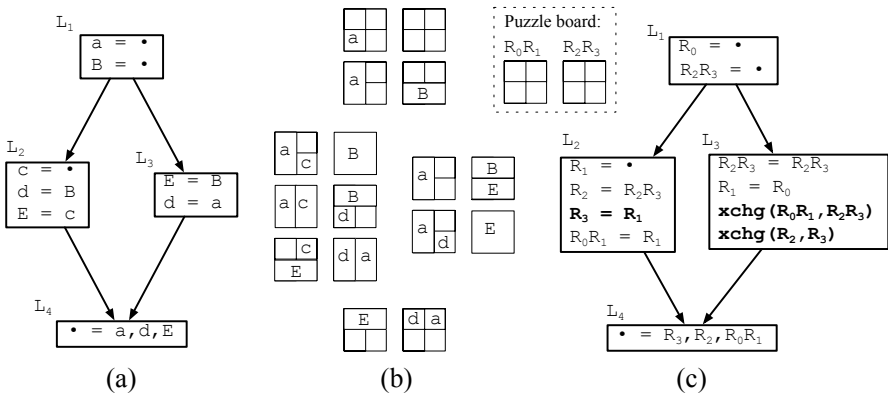 L1
a = •
B = •
L2
c = •
d = B
E = c
L3
E = B
d = a
L4
• = a,d,E
(a)
a
a
B
a
c
B
a
c
B
d
c
E
d
a
a
B
E
a
d
E
E
d
a
(b)
Puzzle board:
R0R1 R2R3
L1
R0 = •
R2R3 = •
L2
R1 = •
R2 = R2R3
R3 = R1
R0R1 = R1
L3
R2R3 = R2R3
R1 = R0
xchg(R0R1,R2R3)
xchg(R2,R3)
L4
• = R3,R2,R0R1
(c)